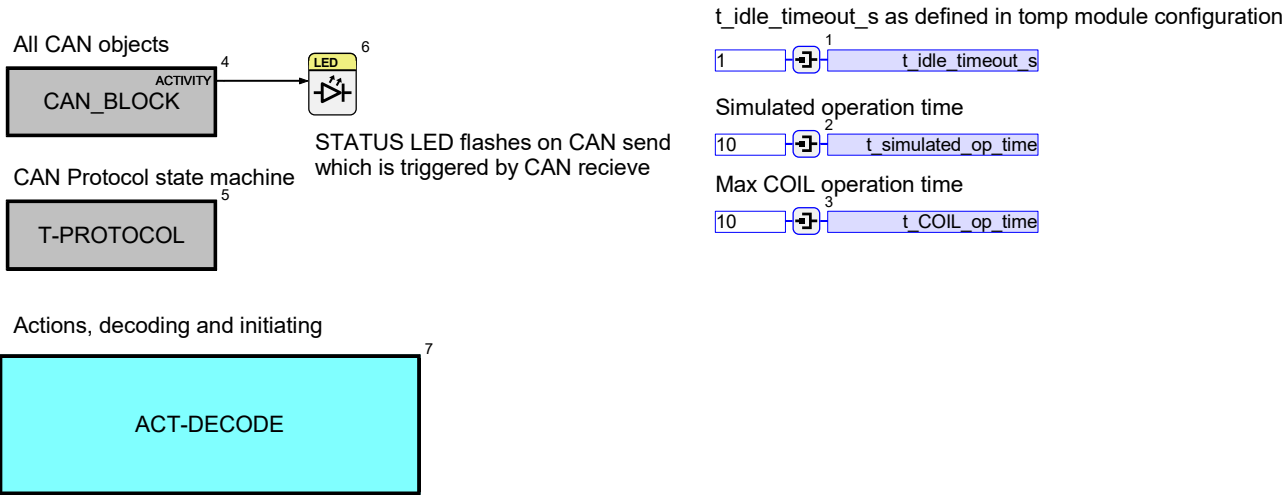 All CAN objects
4
ACTIVITY
CAN_BLOCK
6
LED
STATUS LED flashes on CAN send
which is triggered by CAN recieve
CAN Protocol state machine
5
T-PROTOCOL
Actions, decoding and initiating
7
ACT-DECODE
t_idle_timeout_s as defined in tomp module configuration
1
1
t_idle_timeout_s
Simulated operation time
2
10
t_simulated_op_time
Max COIL operation time
3
10
t_COIL_op_time